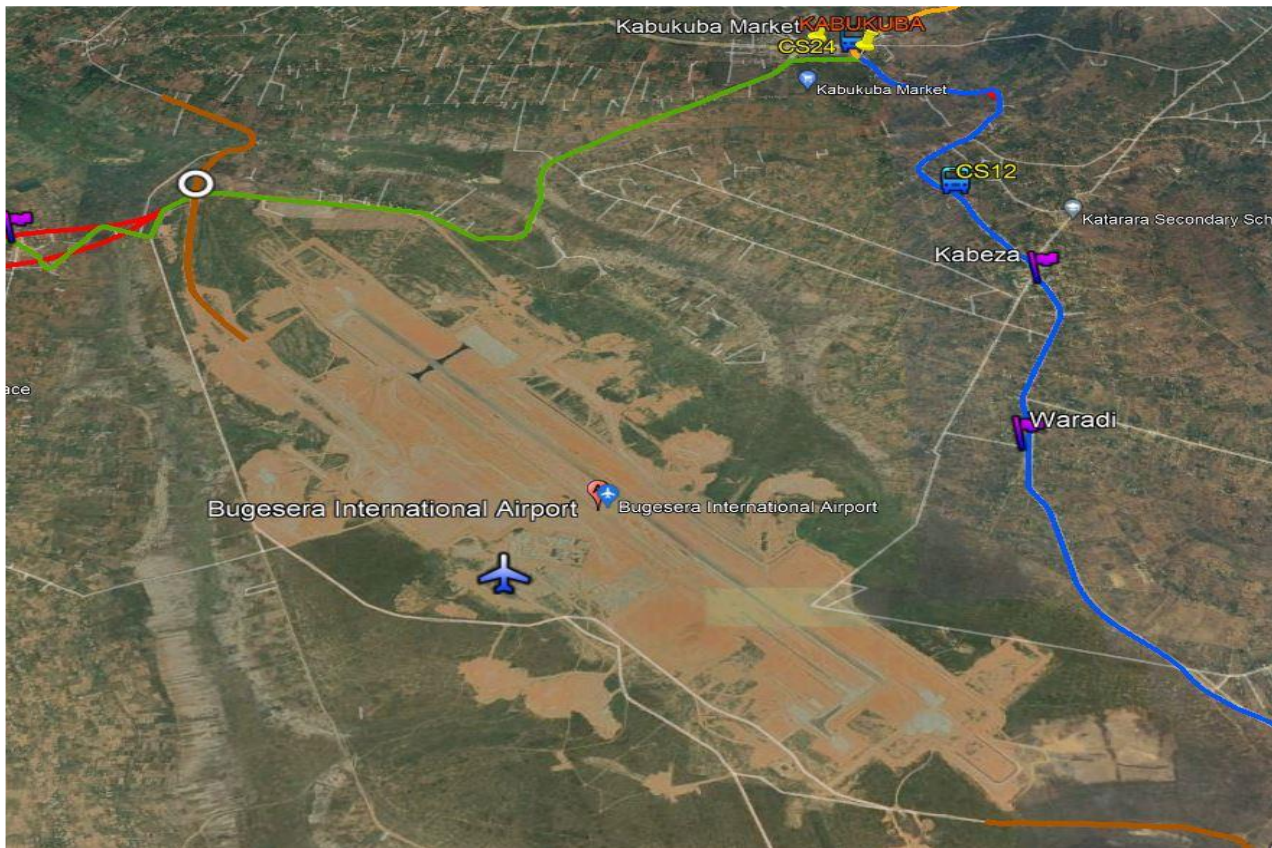 Kabukuba Market
KABUKUBA
CS24
Kabukuba Market
CS12
Katarara Secondary Sch
Kabeza
ace
Waradi
Bugesera International Airport
Bugesera International Airport